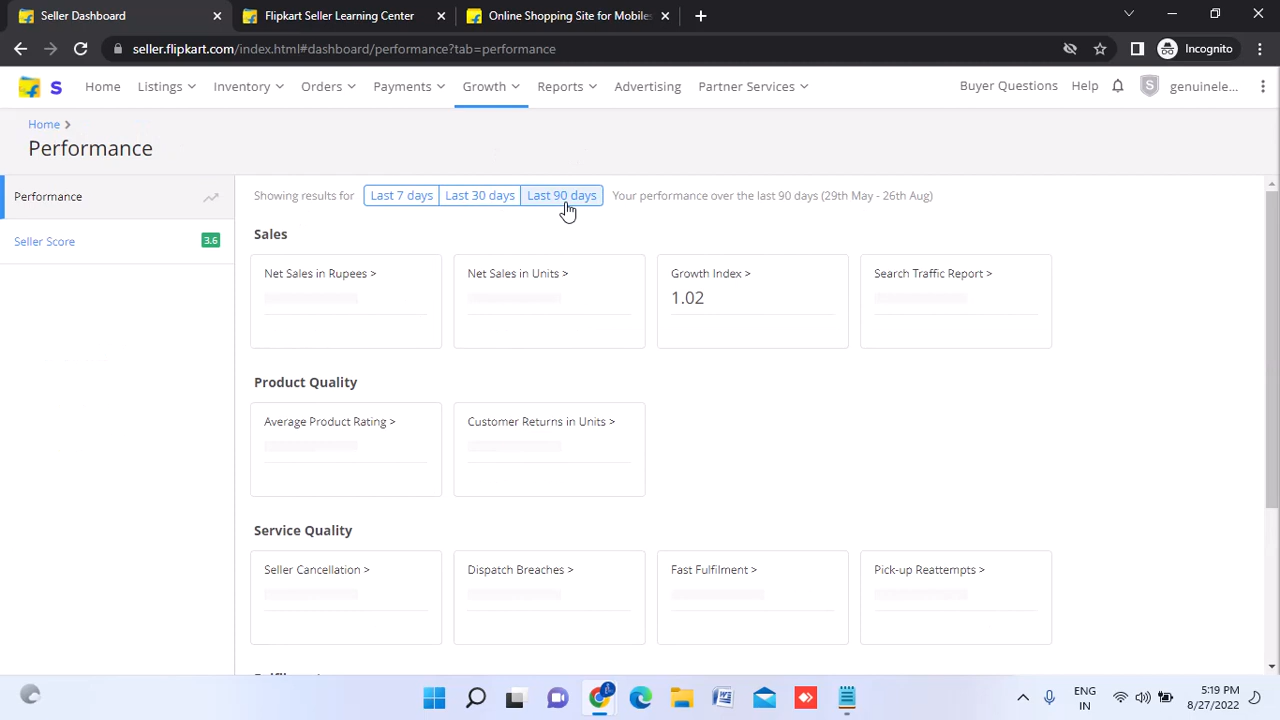 Seller Dashboard
Flipkart Seller Learning Center
Online Shopping Site for Mobiles
seller.flipkart.com/index.html#dashboard/performance?tab=performance
Incognito
S Home Listings Inventory Orders Payments Growth Reports Advertising Partner Services Buyer Questions Help S genuinele...
Home >
Performance
Performance
Seller Score 3.6
Showing results for Last 7 days Last 30 days Last 90 days Your performance over the last 90 days (29th May - 26th Aug)
Sales
Net Sales in Rupees > Net Sales in Units > Growth Index > Search Traffic Report >
1.02
Product Quality
Average Product Rating > Customer Returns in Units >
Service Quality
Seller Cancellation > Dispatch Breaches > Fast Fulfilment > Pick-up Reattempts >
ENG
IN
5:19 PM
8/27/2022